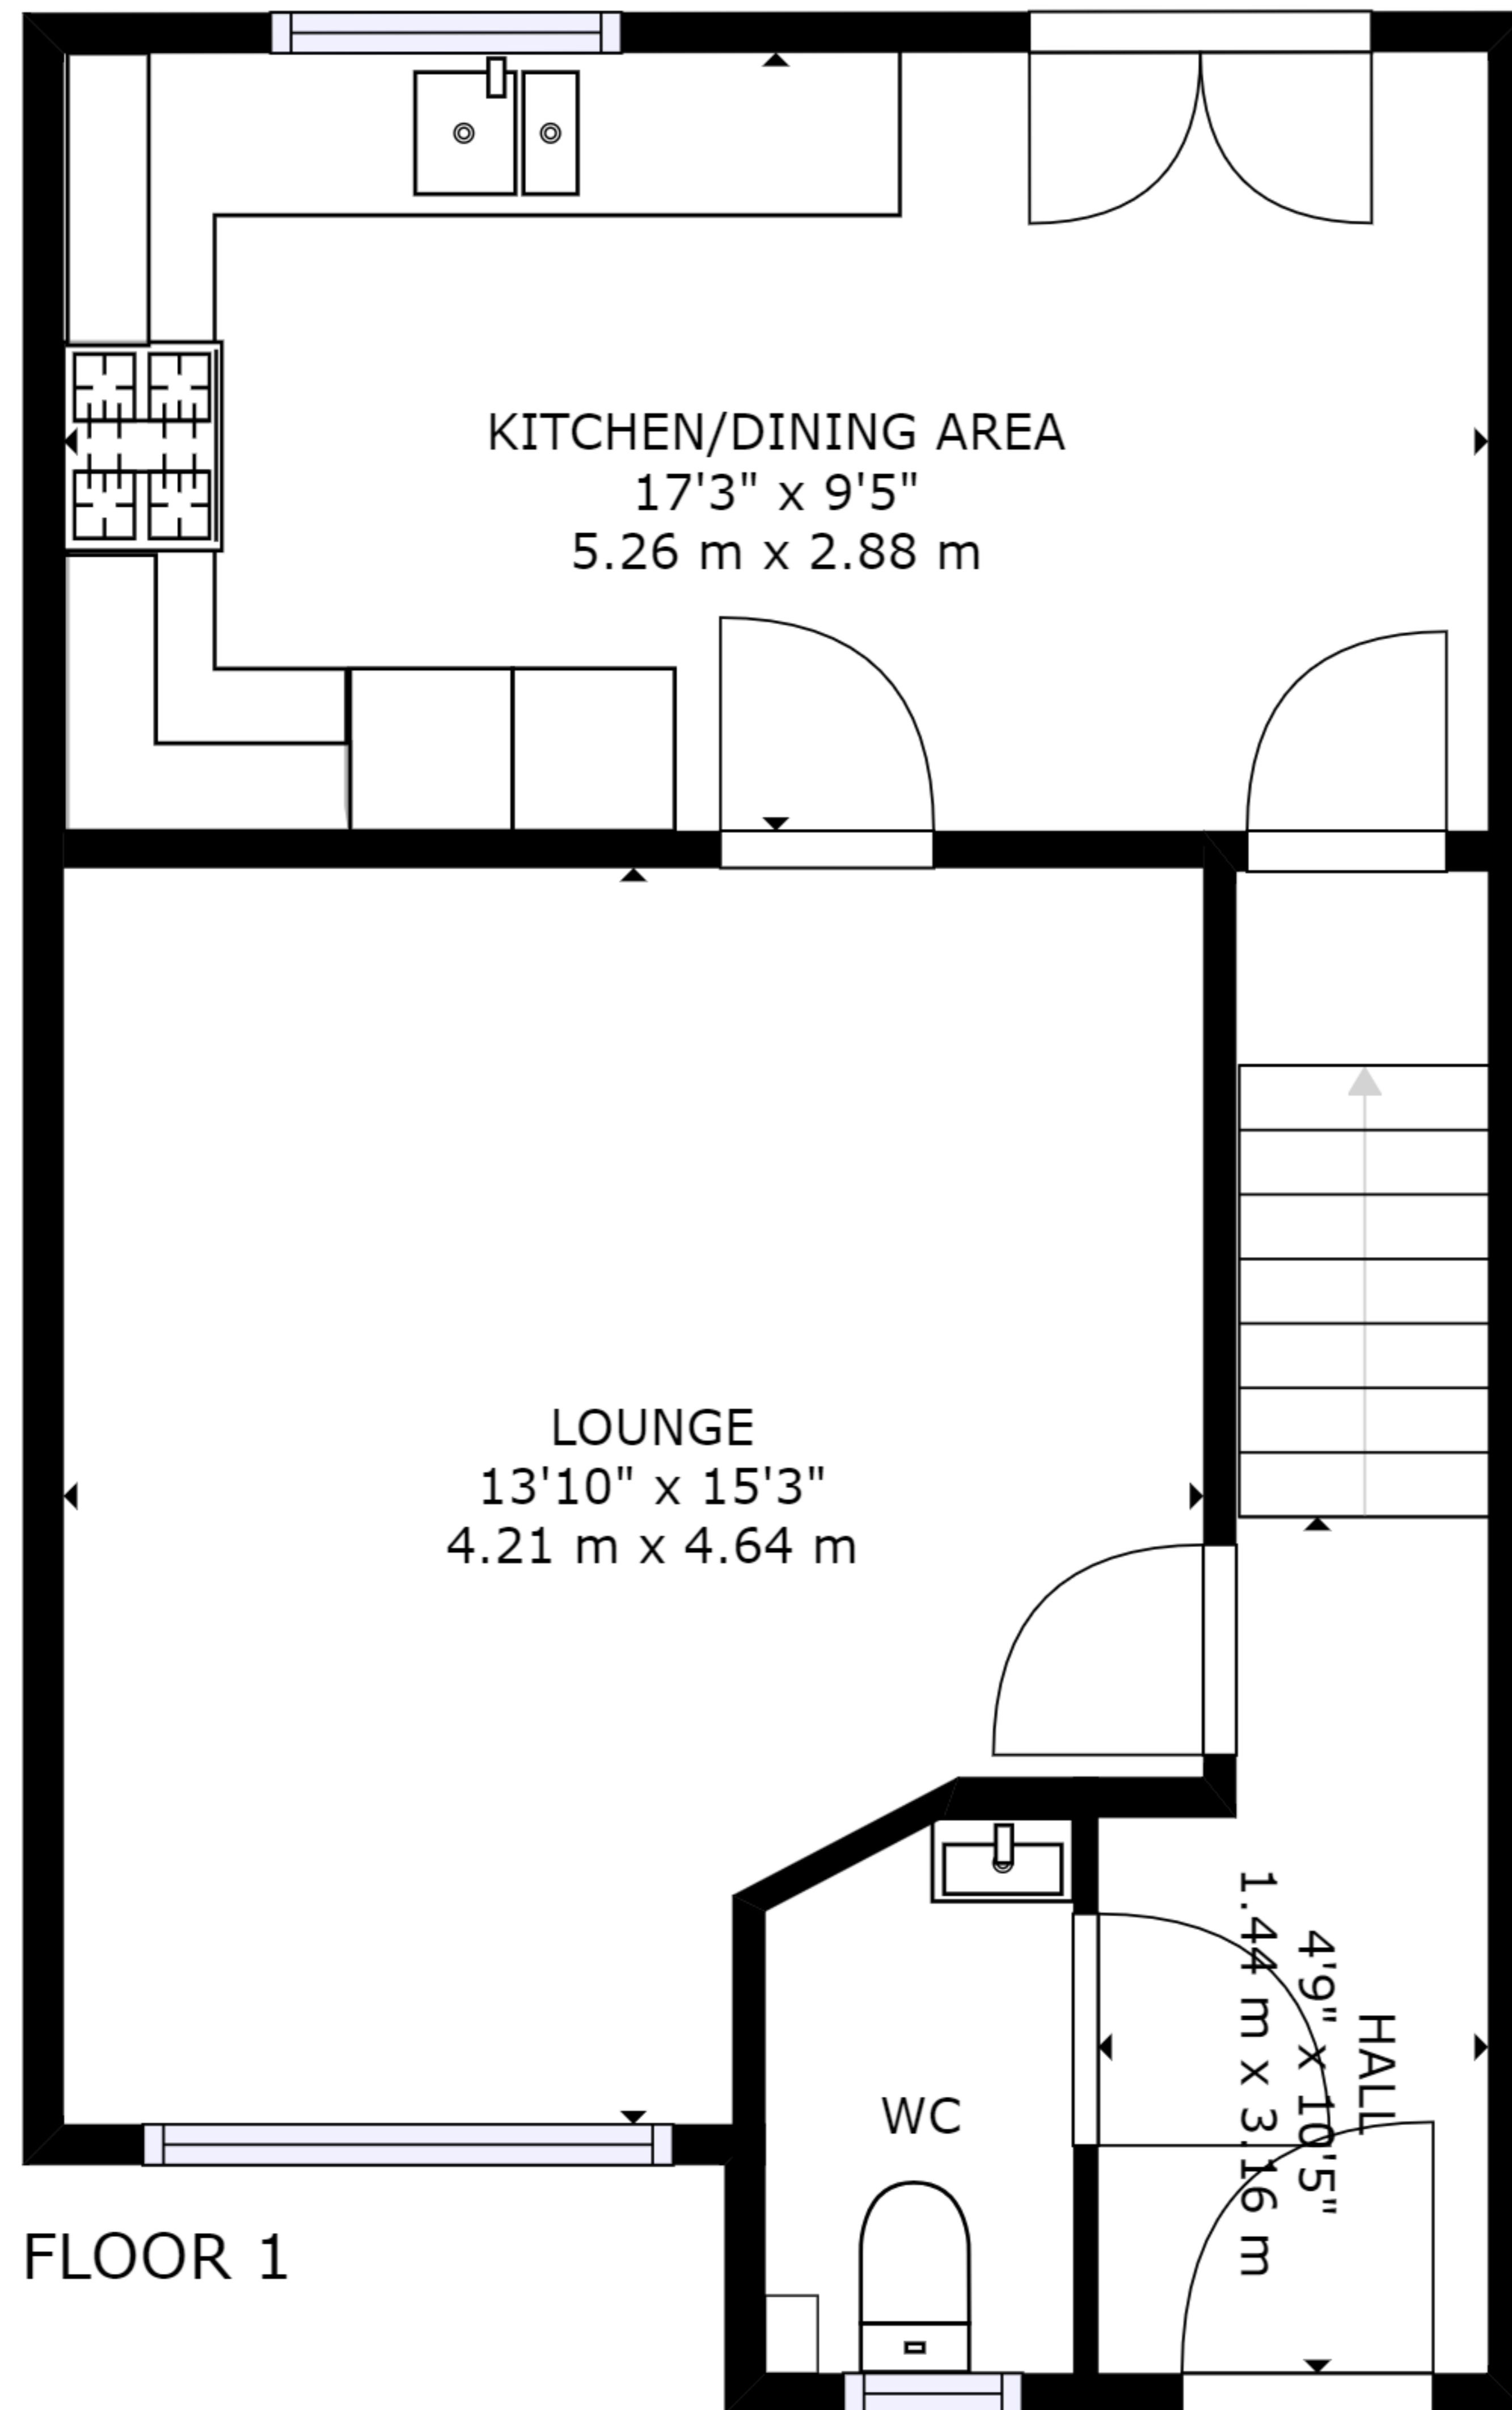 KITCHEN/DINING AREA
17'3" x 9'5"
5.26 m x 2.88 m
LOUNGE
13'10" x 15'3"
4.21 m x 4.64 m
HALL
4'9" x 10'5"
1.44 m x 3.16 m
WC
FLOOR 1